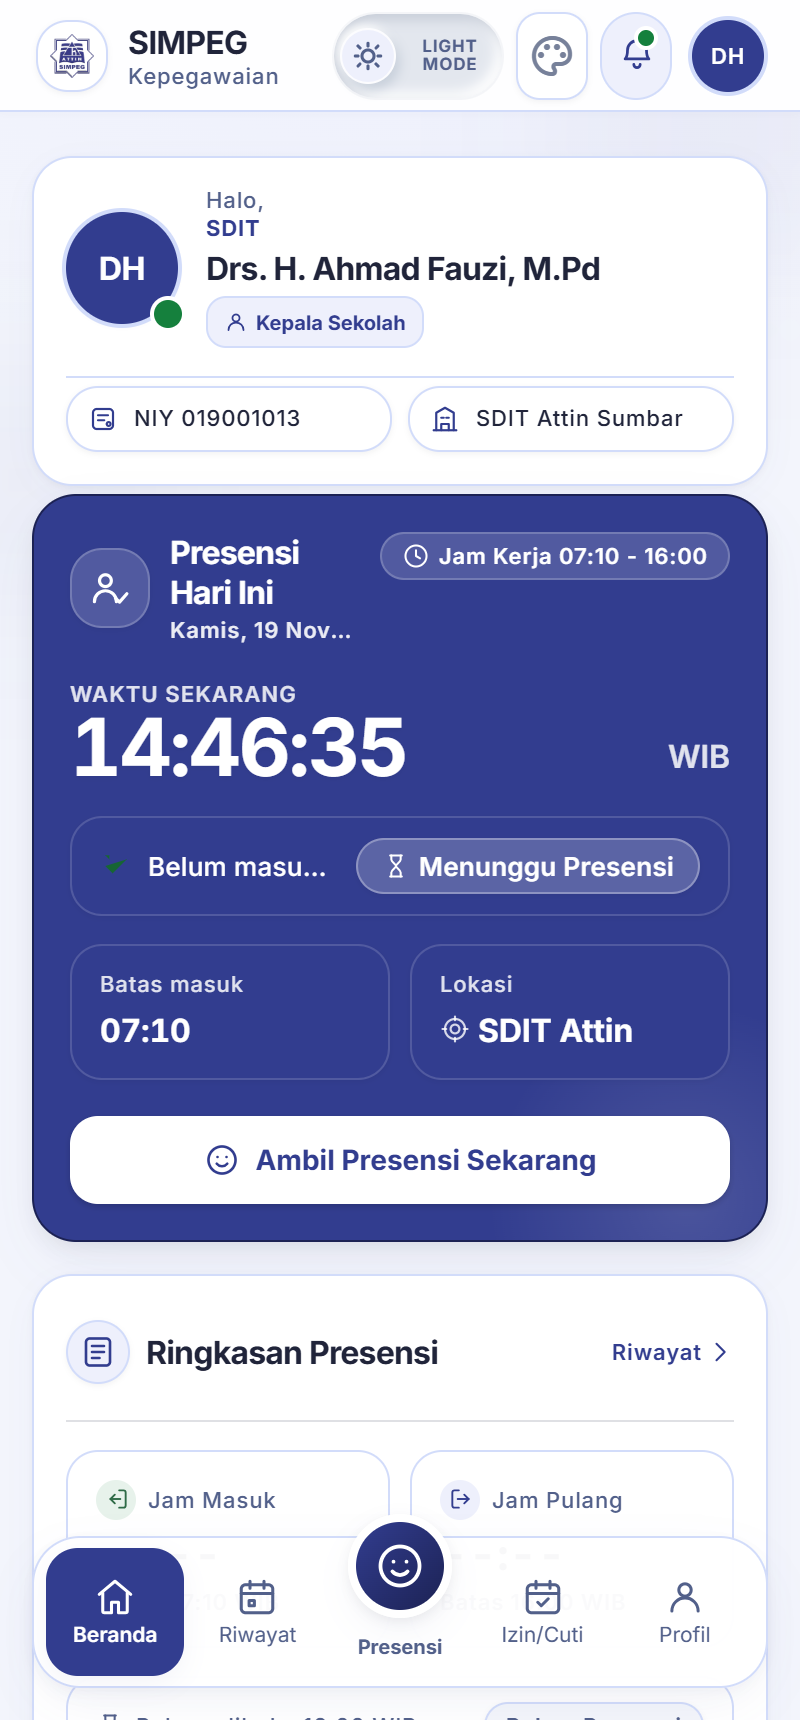 ATTIN
SIMPEG
SIMPEG
Kepegawaian
LIGHT
MODE
DH
DH
Halo,
SDIT
Drs. H. Ahmad Fauzi, M.Pd
Kepala Sekolah
NIY 019001013
SDIT Attin Sumbar
Presensi
Hari Ini
Kamis, 19 Nov...
Jam Kerja 07:10 - 16:00
WAKTU SEKARANG
14:46:35
WIB
Belum masu...
Menunggu Presensi
Batas masuk
07:10
Lokasi
SDIT Attin
Ambil Presensi Sekarang
Ringkasan Presensi
Riwayat
Jam Masuk
Jam Pulang
Beranda
Riwayat
Presensi
Izin/Cuti
Profil